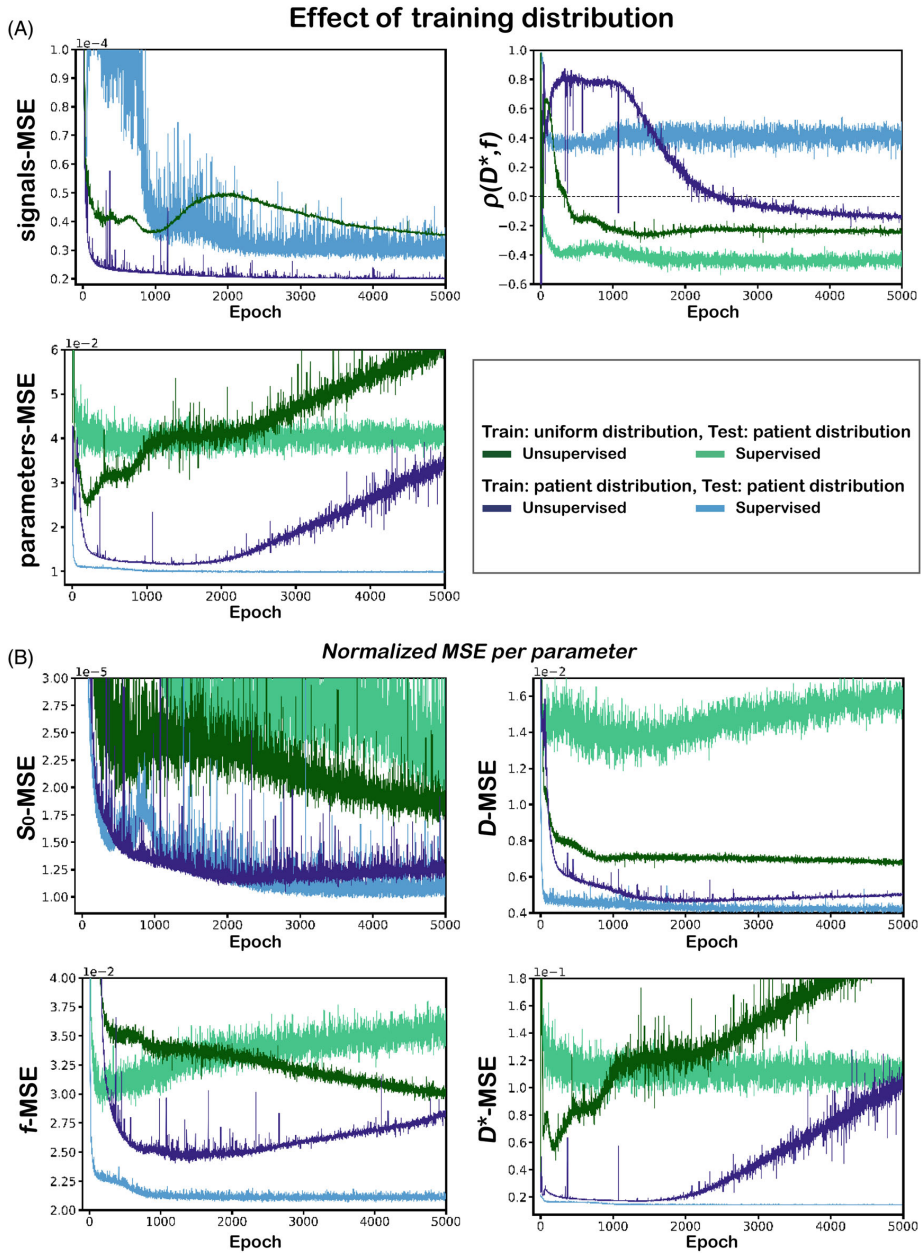 Effect of training distribution
(A)
1e−4
1.0
0.9
0.8
0.7
0.6
0.5
0.4
0.3
0.2
signals-MSE
0 1000 2000 3000 4000 5000
Epoch
0.8
0.6
0.4
0.2
0.0
−0.2
−0.4
−0.6
ρ(D*,f)
0 1000 2000 3000 4000 5000
Epoch
1e−2
6
5
4
3
2
1
parameters-MSE
0 1000 2000 3000 4000 5000
Epoch
Train: uniform distribution, Test: patient distribution
Unsupervised Supervised
Train: patient distribution, Test: patient distribution
Unsupervised Supervised
(B)
Normalized MSE per parameter
1e−5
3.00
2.75
2.50
2.25
2.00
1.75
1.50
1.25
1.00
S0-MSE
0 1000 2000 3000 4000 5000
Epoch
1e−2
1.6
1.4
1.2
1.0
0.8
0.6
0.4
D-MSE
0 1000 2000 3000 4000 5000
Epoch
1e−2
4.00
3.75
3.50
3.25
3.00
2.75
2.50
2.25
2.00
f-MSE
0 1000 2000 3000 4000 5000
Epoch
1e−1
1.8
1.6
1.4
1.2
1.0
0.8
0.6
0.4
0.2
D*-MSE
0 1000 2000 3000 4000 5000
Epoch